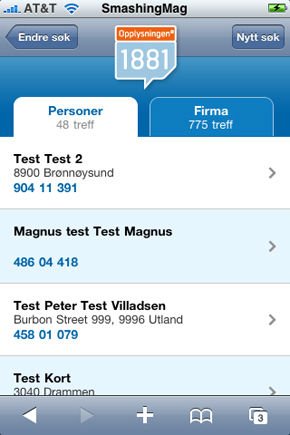 AT&T SmashingMag
Endre søk
Opplysningen®
1881
Nytt søk
Personer
48 treff
Firma
775 treff
Test Test 2
8900 Brønnøysund
904 11 391
Magnus test Test Magnus
486 04 418
Test Peter Test Villadsen
Burbon Street 999, 9996 Utland
458 01 079
Test Kort
3040 Drammen
3